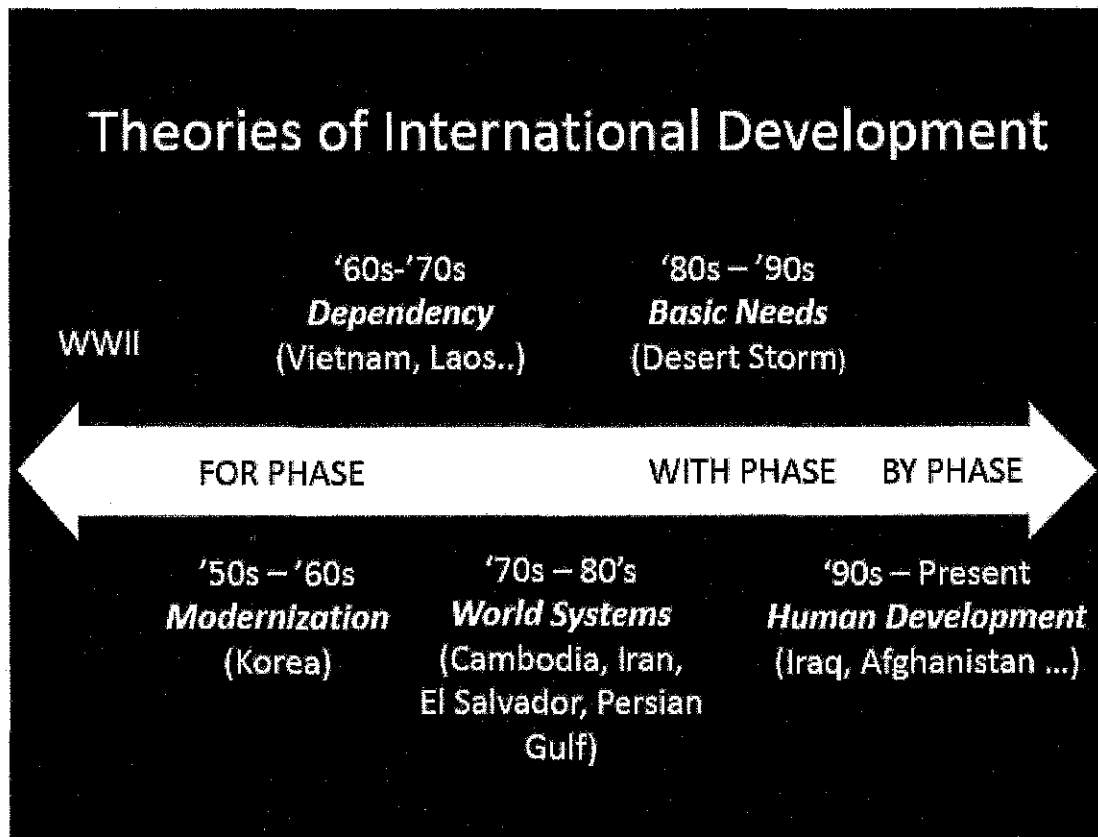 Theories of International Development
WWII
'60s-'70s
Dependency
(Vietnam, Laos..)
'80s – '90s
Basic Needs
(Desert Storm)
FOR PHASE
WITH PHASE
BY PHASE
'50s – '60s
Modernization
(Korea)
'70s – 80's
World Systems
(Cambodia, Iran,
El Salvador, Persian
Gulf)
'90s – Present
Human Development
(Iraq, Afghanistan ...)